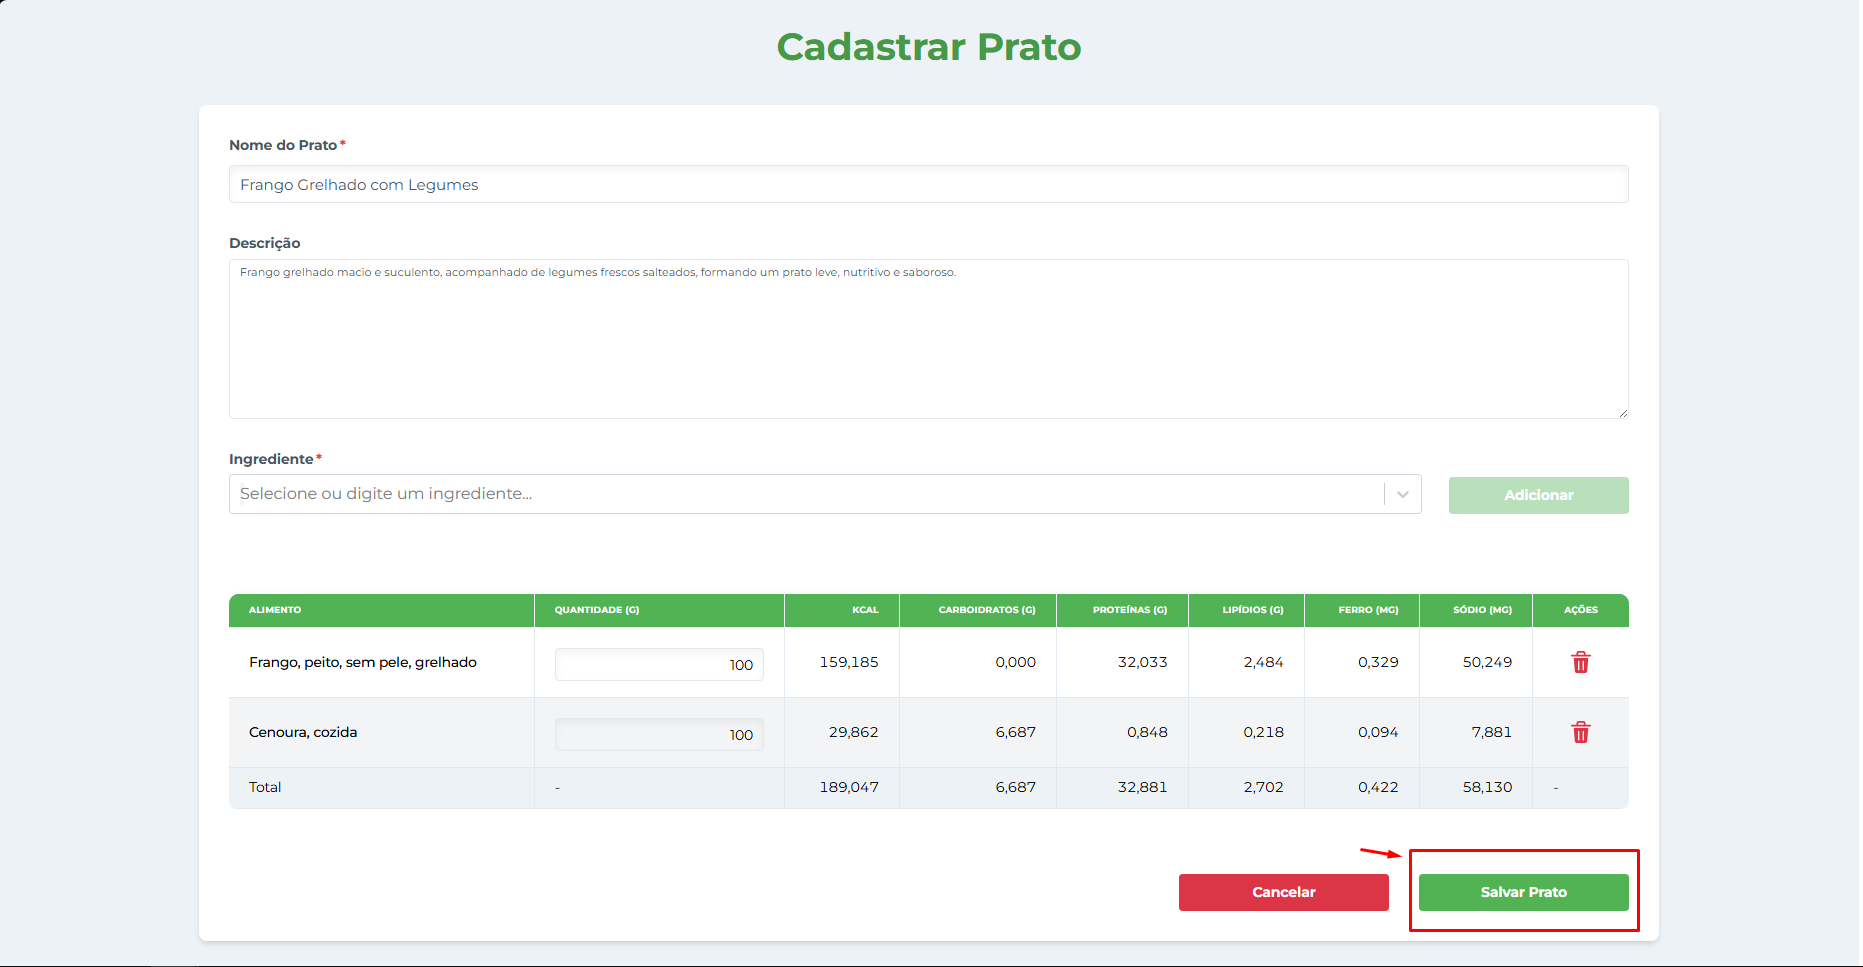 Cadastrar Prato
Nome do Prato*
Frango Grelhado com Legumes
Descrição
Frango grelhado macio e suculento, acompanhado de legumes frescos salteados, formando um prato leve, nutritivo e saboroso.
Ingrediente*
Selecione ou digite um ingrediente...
Adicionar
ALIMENTO QUANTIDADE (G) KCAL CARBOIDRATOS (G) PROTEÍNAS (G) LIPÍDIOS (G) FERRO (MG) SÓDIO (MG) AÇÕES
Frango, peito, sem pele, grelhado 100 159,185 0,000 32,033 2,484 0,329 50,249
Cenoura, cozida 100 29,862 6,687 0,848 0,218 0,094 7,881
Total - 189,047 6,687 32,881 2,702 0,422 58,130 -
Cancelar Salvar Prato